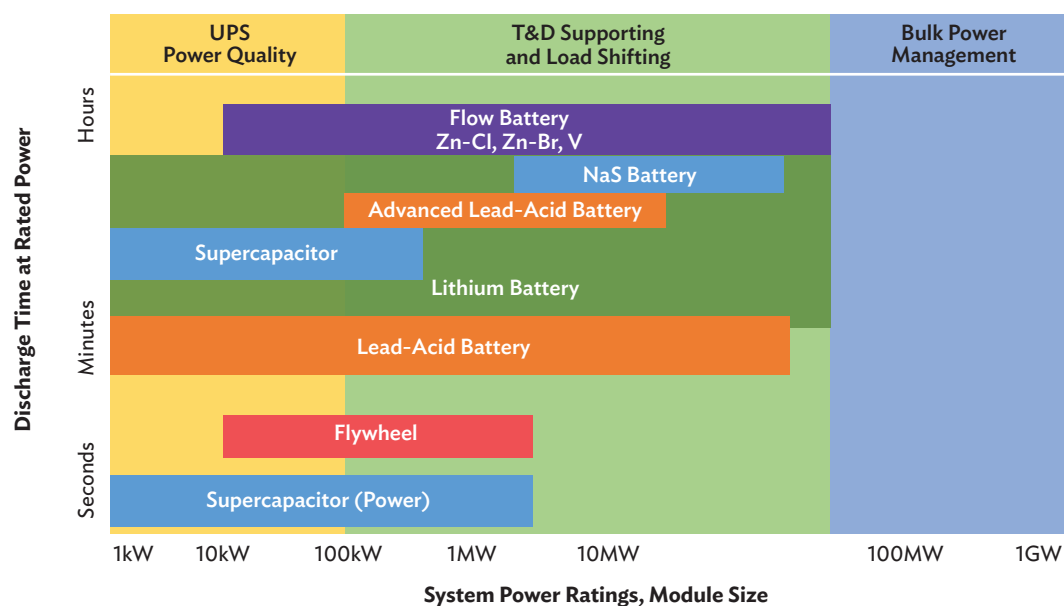 UPS
Power Quality
T&D Supporting
and Load Shifting
Bulk Power
Management
Discharge Time at Rated Power
Hours
Minutes
Seconds
Flow Battery
Zn-Cl, Zn-Br, V
NaS Battery
Advanced Lead-Acid Battery
Supercapacitor
Lithium Battery
Lead-Acid Battery
Flywheel
Supercapacitor (Power)
1kW 10kW 100kW 1MW 10MW 100MW 1GW
System Power Ratings, Module Size